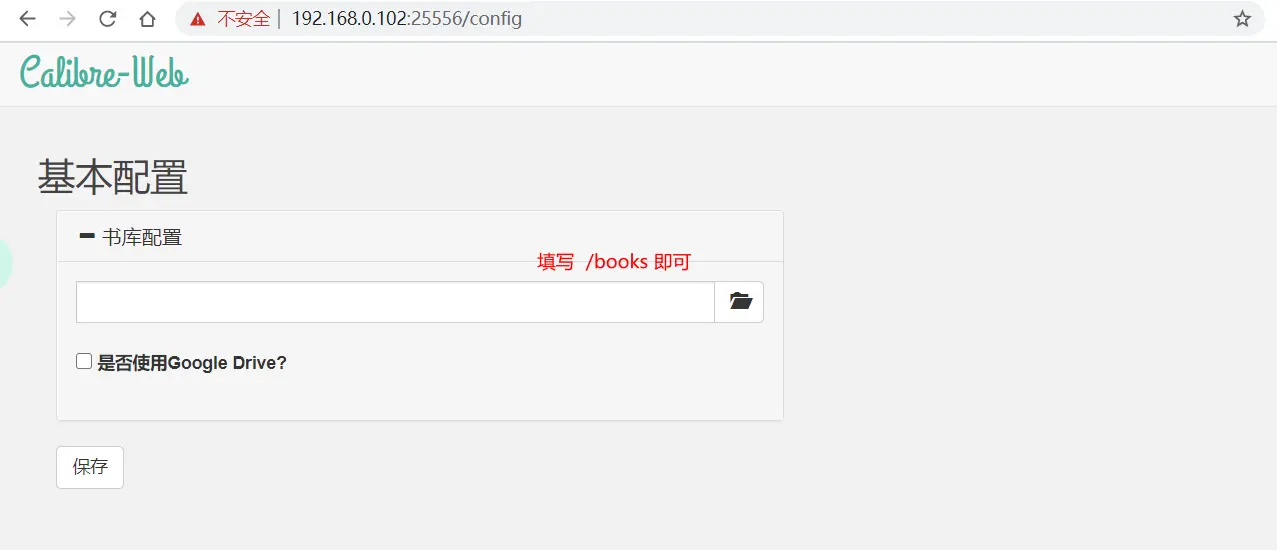 不安全 | 192.168.0.102:25556/config
Calibre-Web
基本配置
书库配置
填写 /books 即可
是否使用Google Drive?
保存